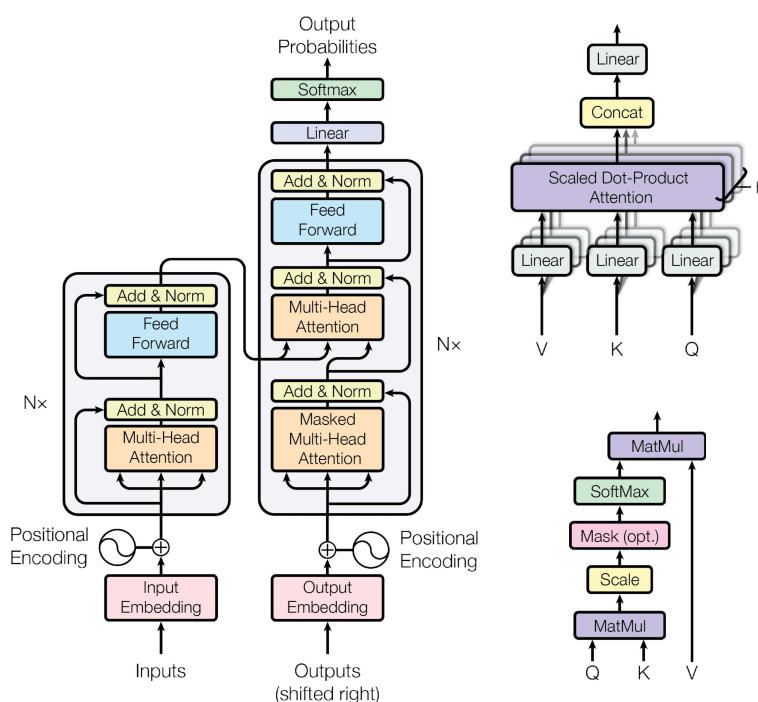 Output
Probabilities
Softmax
Linear
Add & Norm
Feed
Forward
Add & Norm
Multi-Head
Attention
Add & Norm
Masked
Multi-Head
Attention
Nx
Positional
Encoding
Output
Embedding
Outputs
(shifted right)
Add & Norm
Feed
Forward
Nx
Add & Norm
Multi-Head
Attention
Positional
Encoding
Input
Embedding
Inputs
Linear
Concat
Scaled Dot-Product
Attention
Linear
Linear
Linear
V
K
Q
MatMul
SoftMax
Mask (opt.)
Scale
MatMul
Q
K
V